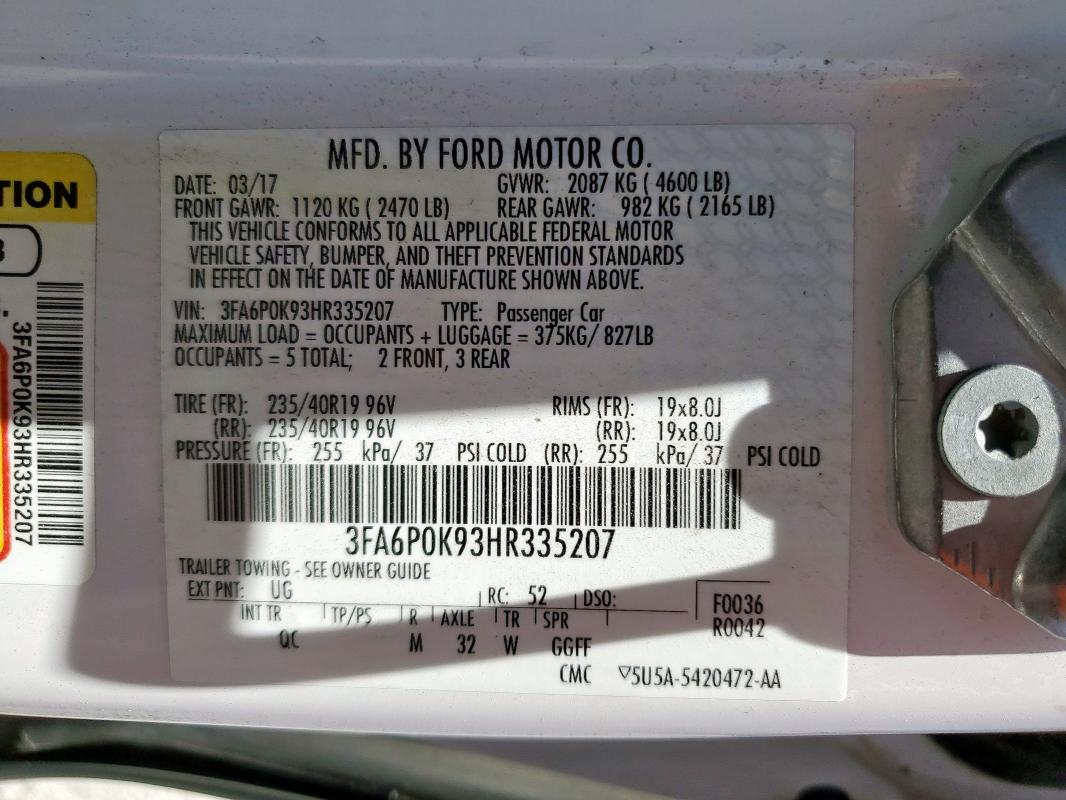 TION
3
3FA6P0K93HR335207
MFD. BY FORD MOTOR CO.
DATE: 03/17 GVWR: 2087 KG ( 4600 LB)
FRONT GAWR: 1120 KG ( 2470 LB) REAR GAWR: 982 KG ( 2165 LB)
THIS VEHICLE CONFORMS TO ALL APPLICABLE FEDERAL MOTOR
VEHICLE SAFETY, BUMPER, AND THEFT PREVENTION STANDARDS
IN EFFECT ON THE DATE OF MANUFACTURE SHOWN ABOVE.
VIN: 3FA6P0K93HR335207 TYPE: Passenger Car
MAXIMUM LOAD = OCCUPANTS + LUGGAGE = 375KG/ 827LB
OCCUPANTS = 5 TOTAL; 2 FRONT, 3 REAR
TIRE (FR): 235/40R19 96V RIMS (FR): 19x8.0J
(RR): 235/40R19 96V (RR): 19x8.0J
PRESSURE (FR): 255 kPa/ 37 PSI COLD (RR): 255 kPa/ 37 PSI COLD
3FA6P0K93HR335207
TRAILER TOWING - SEE OWNER GUIDE
EXT PNT: UG RC: 52 DSO: F0036
INT TR TP/PS R AXLE TR SPR R0042
QC M 32 W GGFF
CMC ▽5U5A-5420472-AA